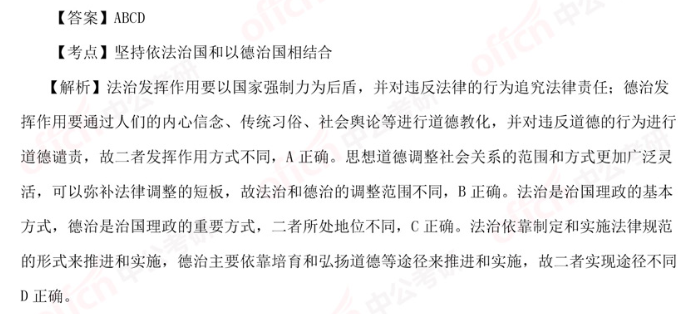 【答案】ABCD
【考点】坚持依法治国和以德治国相结合
【解析】法治发挥作用要以国家强制力为后盾，并对违反法律的行为追究法律责任；德治发
挥作用要通过人们的内心信念、传统习俗、社会舆论等进行道德教化，并对违反道德的行为进行
道德谴责，故二者发挥作用方式不同，A 正确。思想道德调整社会关系的范围和方式更加广泛灵
活，可以弥补法律调整的短板，故法治和德治的调整范围不同，B 正确。法治是治国理政的基本
方式，德治是治国理政的重要方式，二者所处地位不同，C 正确。法治依靠制定和实施法律规范
的形式来推进和实施，德治主要依靠培育和弘扬道德等途径来推进和实施，故二者实现途径不同
D 正确。